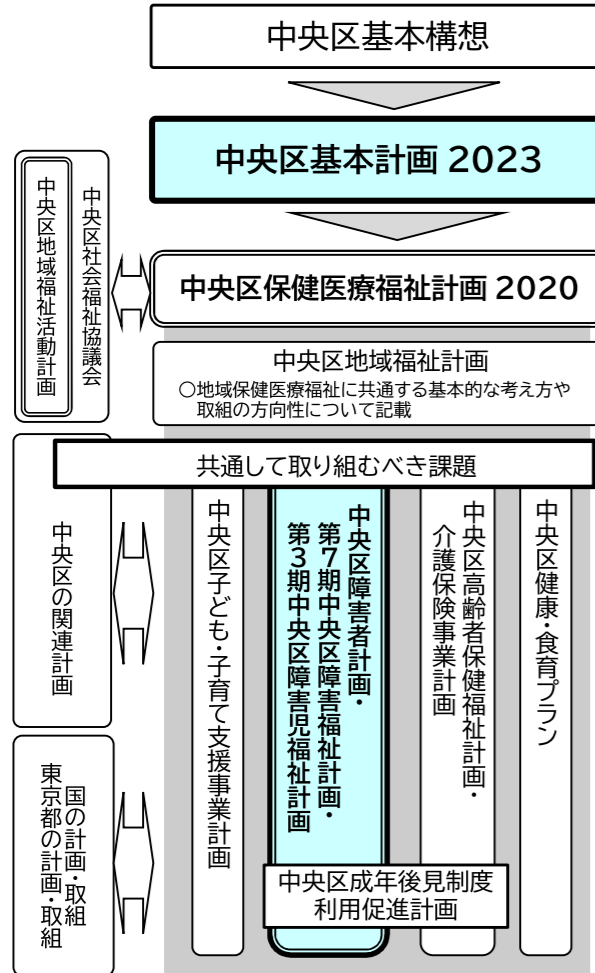 中央区基本構想
中央区基本計画 2023
中央区社会福祉協議会
中央区地域福祉活動計画
中央区保健医療福祉計画 2020
中央区地域福祉計画
○地域保健医療福祉に共通する基本的な考え方や
取組の方向性について記載
共通して取り組むべき課題
中央区の関連計画
国の計画・取組
東京都の計画・取組
中央区子ども・子育て支援事業計画
中央区障害者計画・
第7期中央区障害福祉計画・
第3期中央区障害児福祉計画
中央区高齢者保健福祉計画・
介護保険事業計画
中央区健康・食育プラン
中央区成年後見制度
利用促進計画